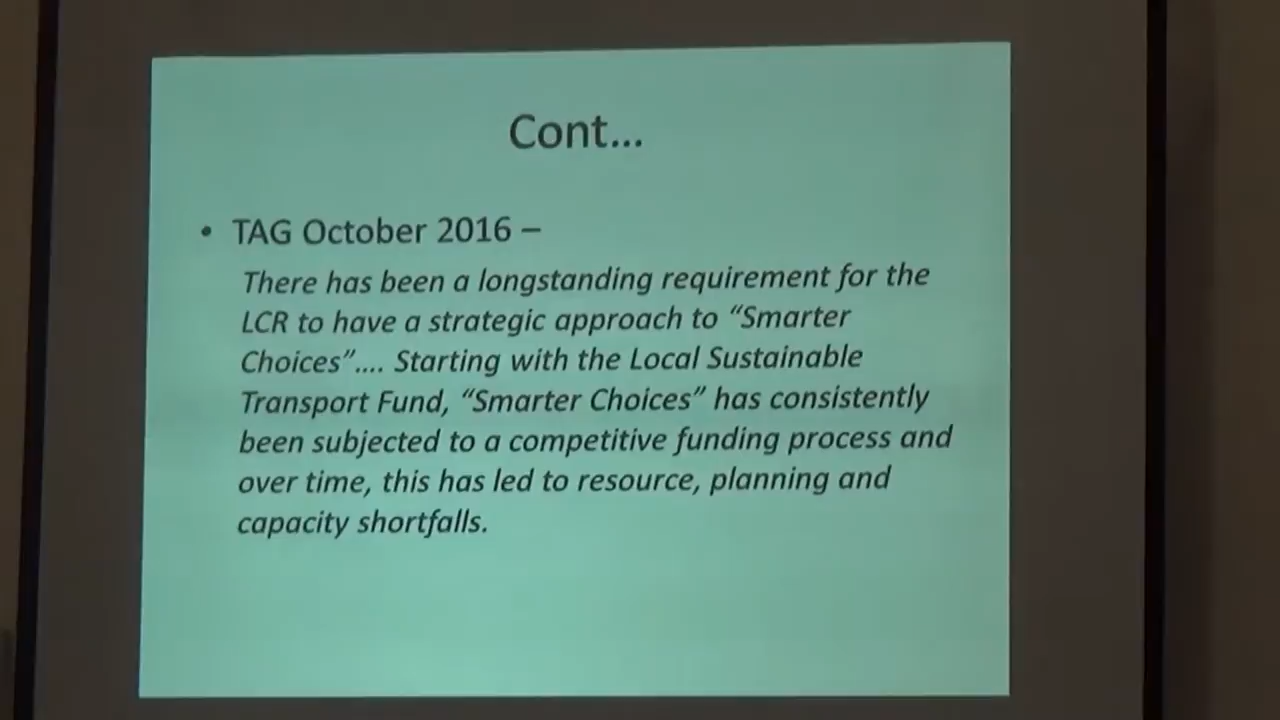 Cont...
• TAG October 2016 –
There has been a longstanding requirement for the
LCR to have a strategic approach to “Smarter
Choices”.... Starting with the Local Sustainable
Transport Fund, “Smarter Choices” has consistently
been subjected to a competitive funding process and
over time, this has led to resource, planning and
capacity shortfalls.